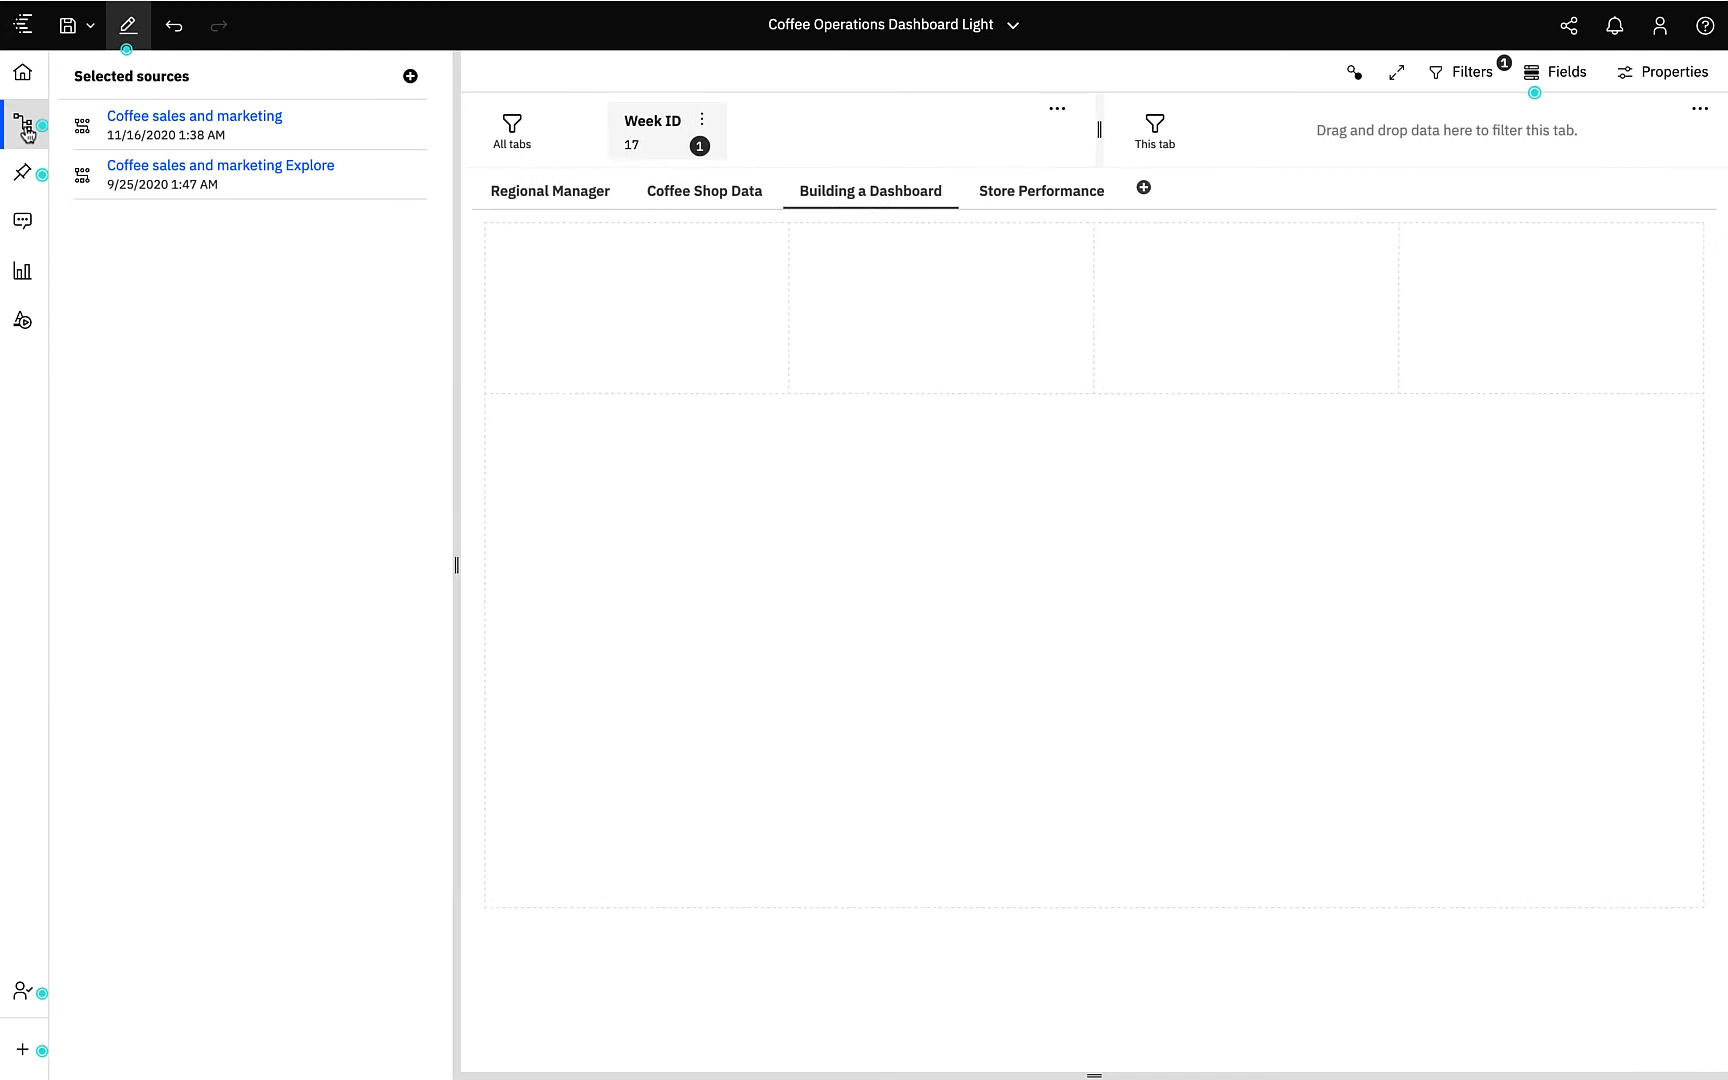 Coffee Operations Dashboard Light
Selected sources
Coffee sales and marketing
11/16/2020 1:38 AM
Coffee sales and marketing Explore
9/25/2020 1:47 AM
Filters 1 Fields Properties
All tabs
Week ID
17 1
This tab
Drag and drop data here to filter this tab.
Regional Manager Coffee Shop Data Building a Dashboard Store Performance